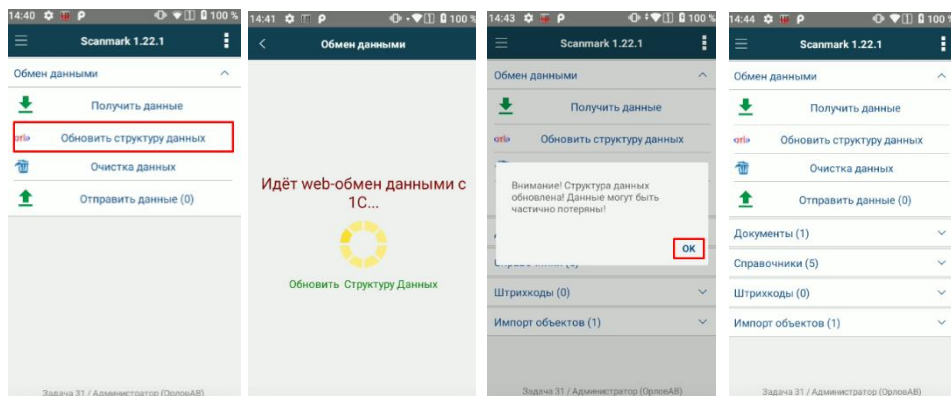 14:40 P 100 %
Scanmark 1.22.1
Обмен данными
Получить данные
Обновить структуру данных
Очистка данных
Отправить данные (0)
Задача 31 / Администратор (ОрловАВ)
14:41 P 100 %
Обмен данными
Идёт web-обмен данными с
1С...
Обновить Структуру Данных
14:43 P 100 %
Scanmark 1.22.1
Обмен данными
Получить данные
Обновить структуру данных
Внимание! Структура данных
обновлена! Данные могут быть
частично потеряны!
ОК
Штрихкоды (0)
Импорт объектов (1)
Задача 31 / Администратор (ОрловАВ)
14:44 P 100 %
Scanmark 1.22.1
Обмен данными
Получить данные
Обновить структуру данных
Очистка данных
Отправить данные (0)
Документы (1)
Справочники (5)
Штрихкоды (0)
Импорт объектов (1)
Задача 31 / Администратор (ОрловАВ)